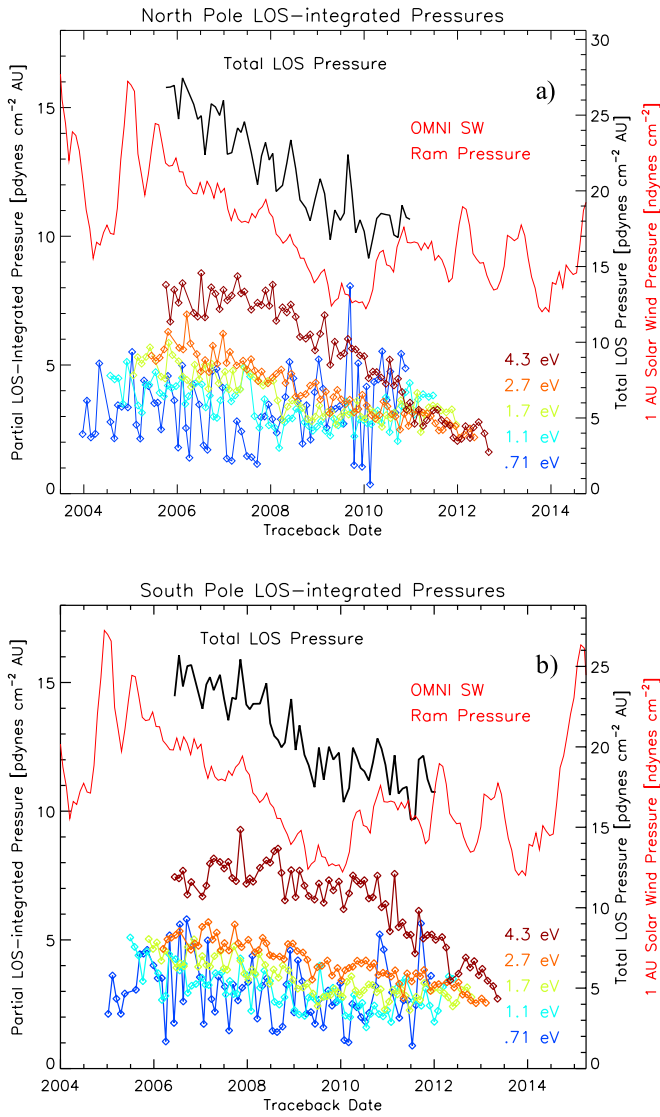 North Pole LOS-integrated Pressures
a)
Total LOS Pressure
OMNI SW
Ram Pressure
4.3 eV
2.7 eV
1.7 eV
1.1 eV
.71 eV
Partial LOS-Integrated Pressure [pdynes cm⁻² AU]
0
5
10
15
Total LOS Pressure [pdynes cm⁻² AU]
1 AU Solar Wind Pressure [ndynes cm⁻²]
0
5
10
15
20
25
30
2004 2006 2008 2010 2012 2014
Traceback Date
South Pole LOS-integrated Pressures
b)
Total LOS Pressure
OMNI SW
Ram Pressure
4.3 eV
2.7 eV
1.7 eV
1.1 eV
.71 eV
Partial LOS-Integrated Pressure [pdynes cm⁻² AU]
0
5
10
15
Total LOS Pressure [pdynes cm⁻² AU]
1 AU Solar Wind Pressure [ndynes cm⁻²]
0
5
10
15
20
25
2004 2006 2008 2010 2012 2014
Traceback Date